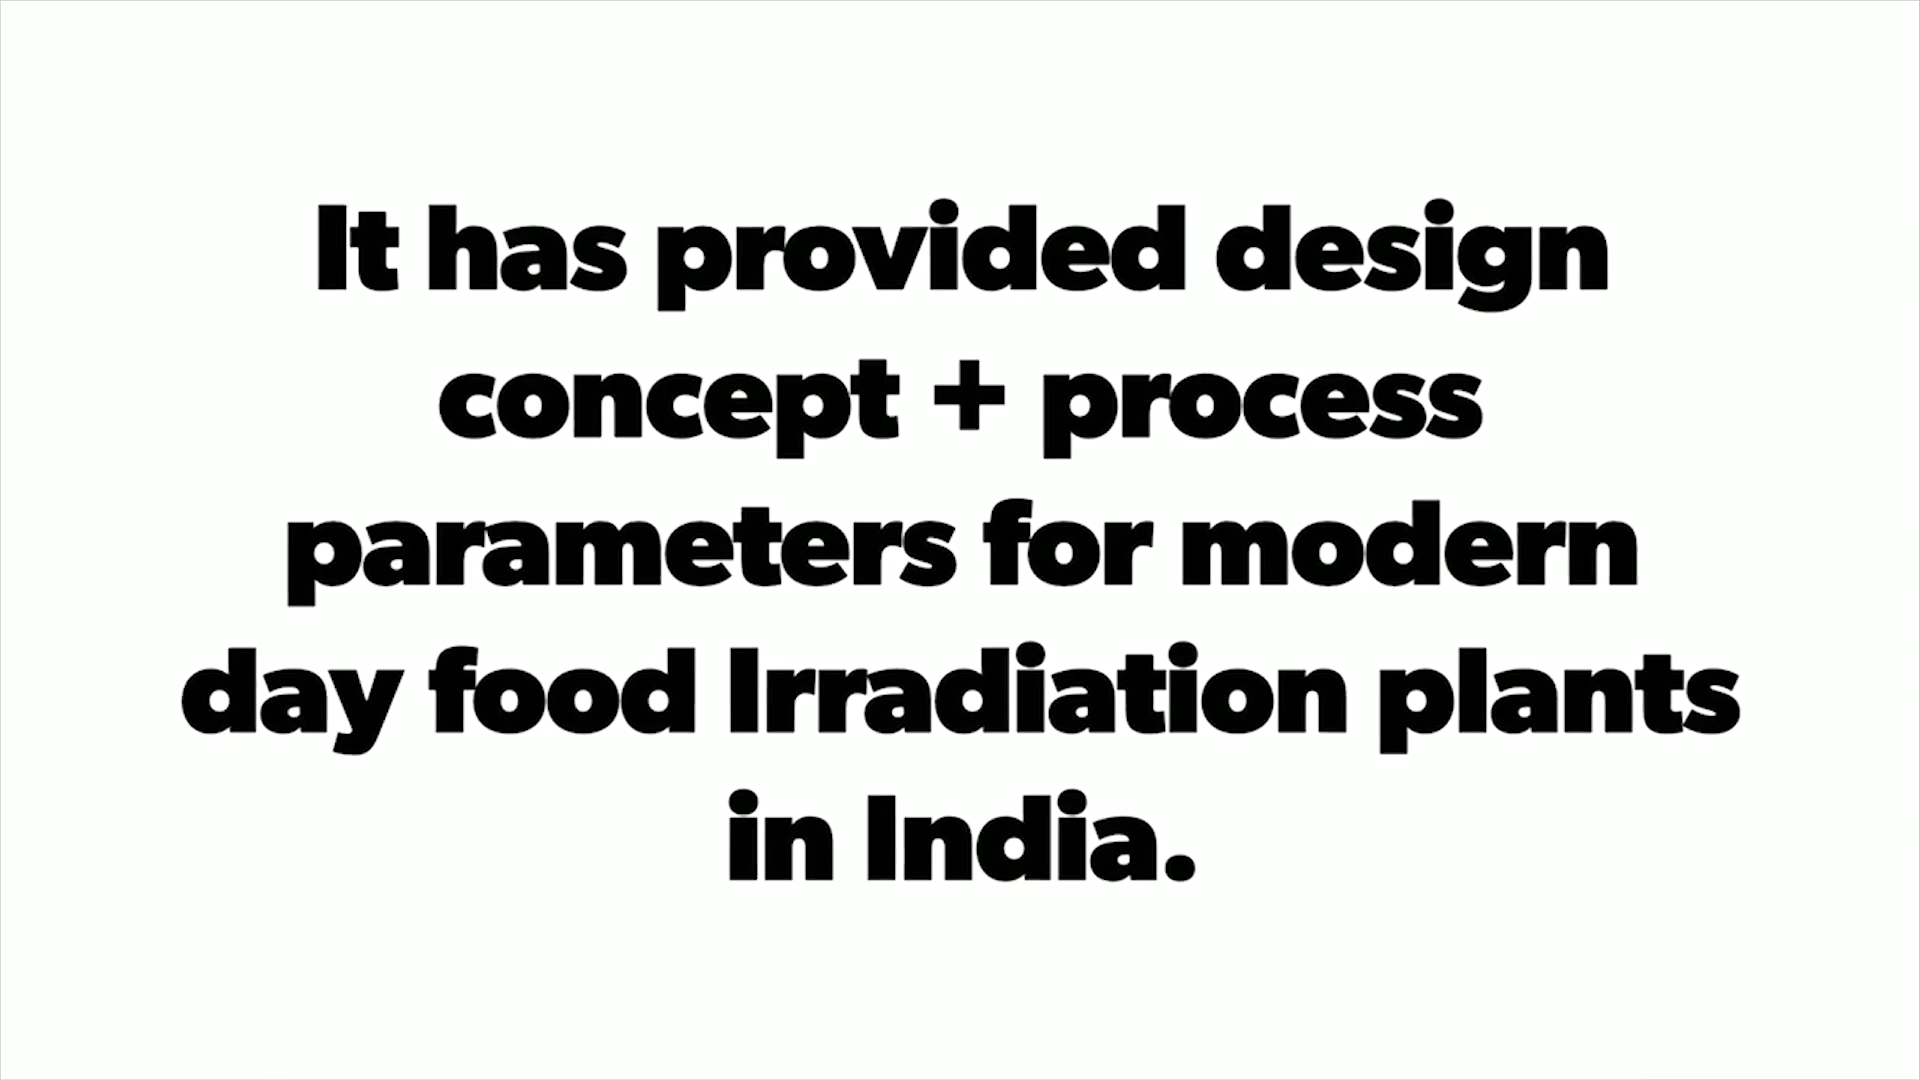 It has provided design
concept + process
parameters for modern
day food Irradiation plants
in India.